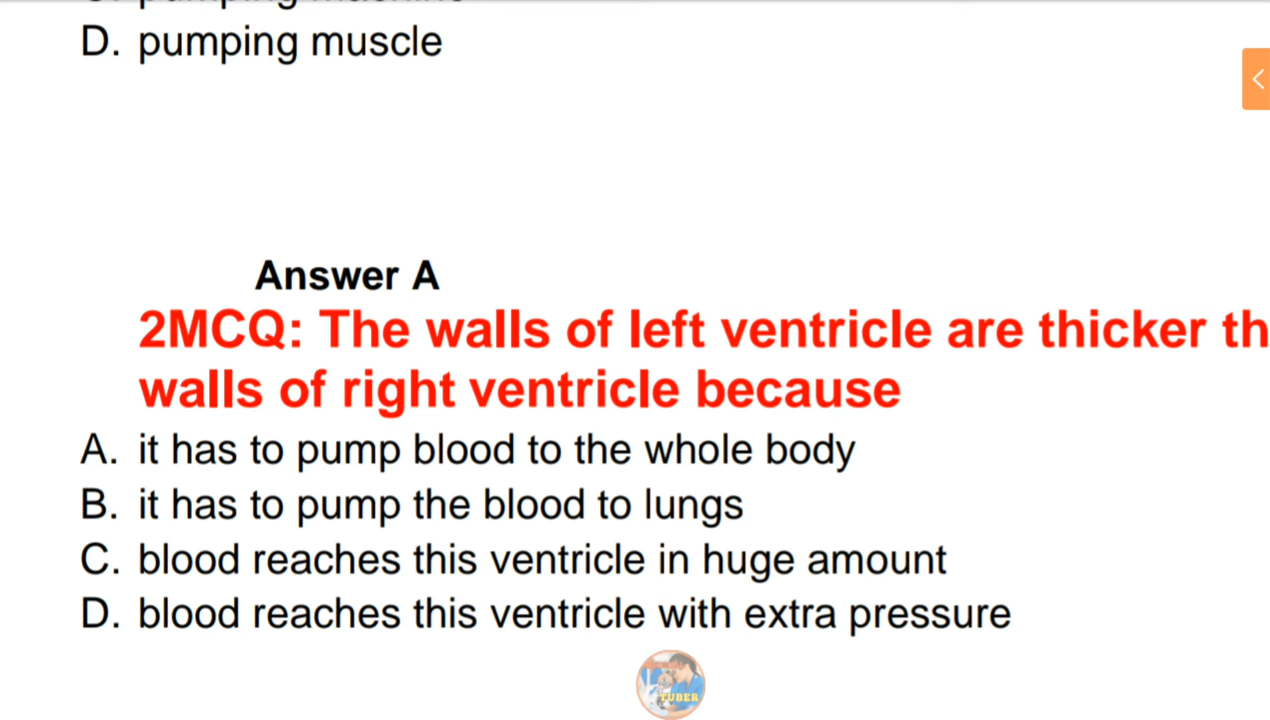 D. pumping muscle
Answer A
2MCQ: The walls of left ventricle are thicker th
walls of right ventricle because
A. it has to pump blood to the whole body
B. it has to pump the blood to lungs
C. blood reaches this ventricle in huge amount
D. blood reaches this ventricle with extra pressure
TUBER